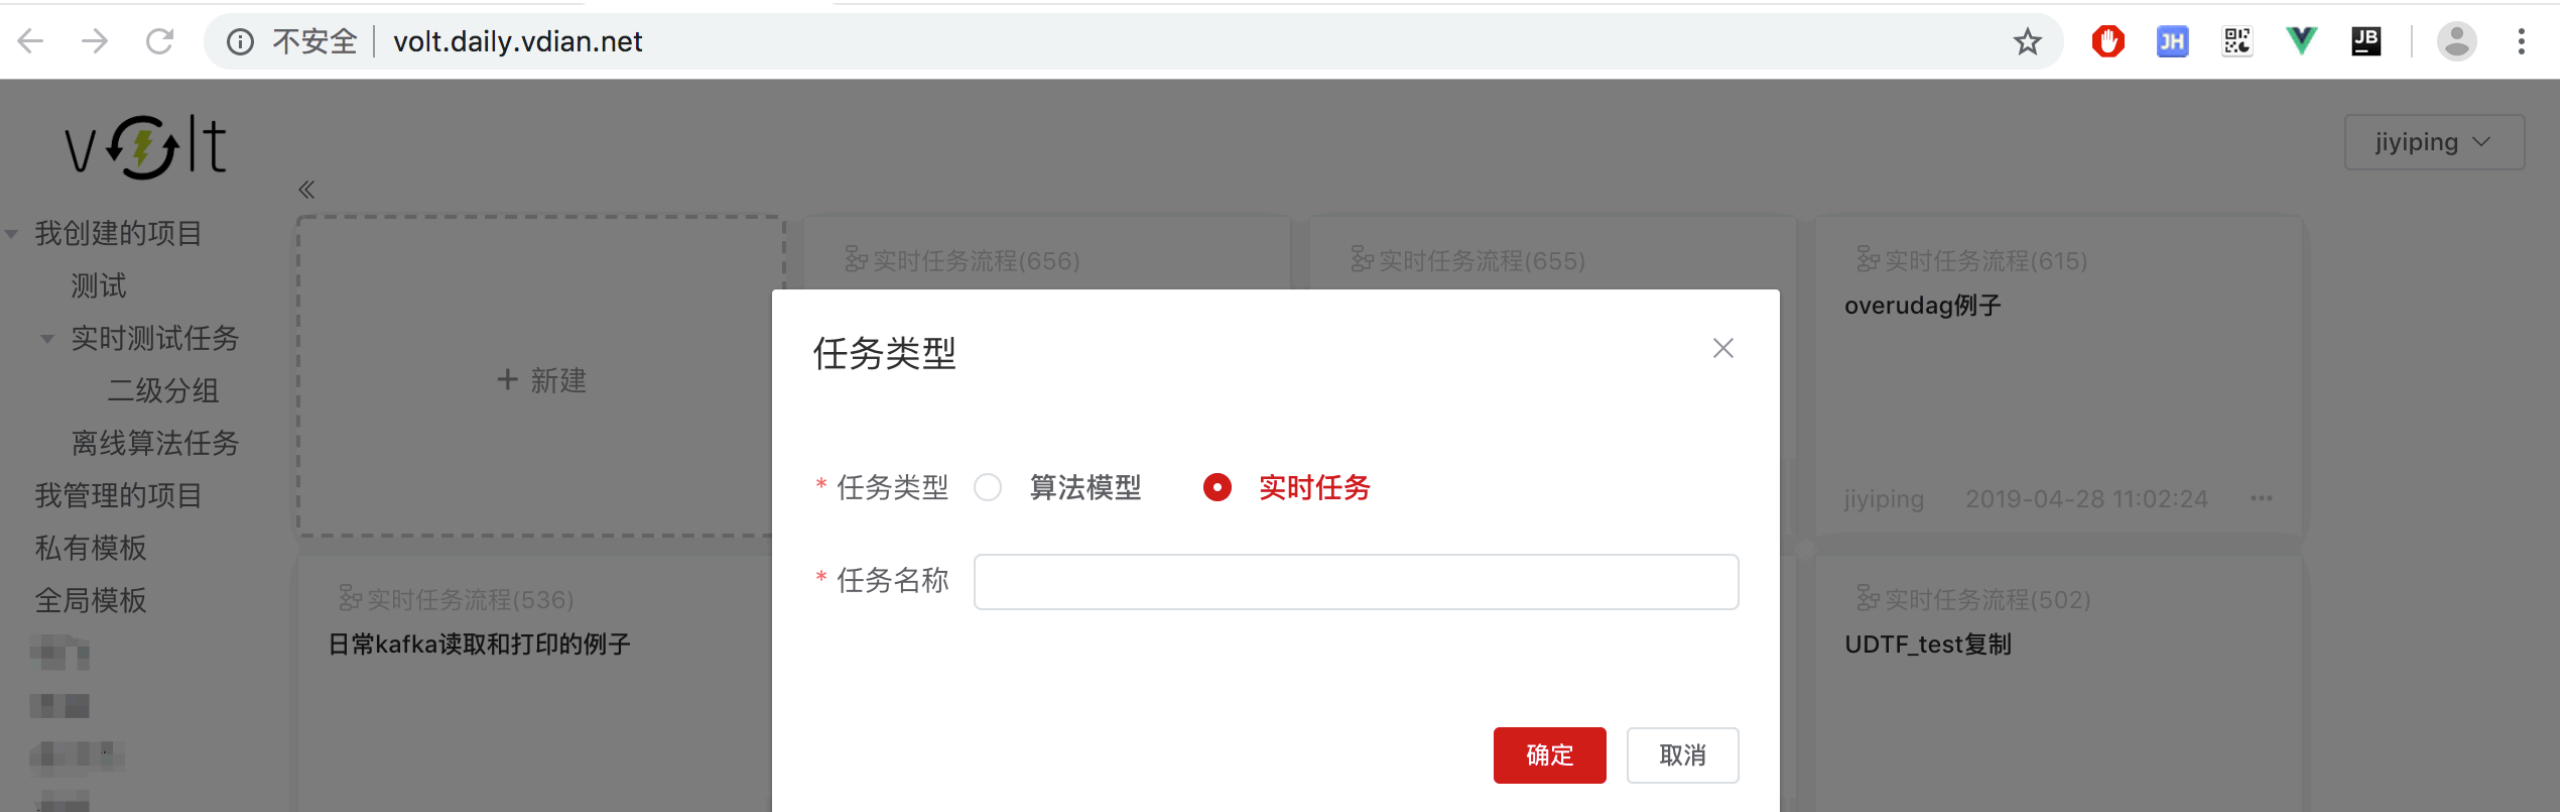 不安全 volt.daily.vdian.net
JH
JB
volt
jiyiping
«
我创建的项目
测试
实时测试任务
二级分组
离线算法任务
我管理的项目
私有模板
全局模板
+ 新建
实时任务流程(656)
实时任务流程(655)
实时任务流程(615)
overudag例子
jiyiping 2019-04-28 11:02:24 ···
实时任务流程(536)
日常kafka读取和打印的例子
实时任务流程(502)
UDTF_test复制
任务类型
* 任务类型 算法模型 实时任务
* 任务名称
确定 取消